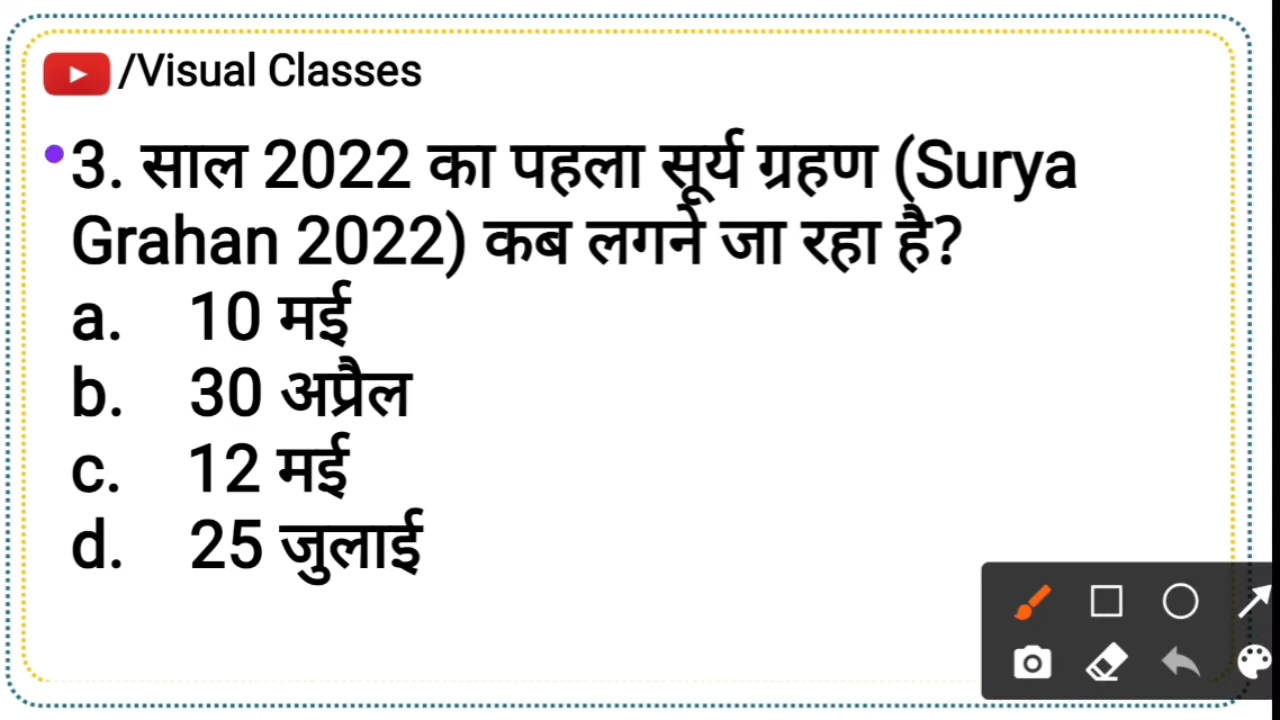 /Visual Classes
3. साल 2022 का पहला सूर्य ग्रहण (Surya
Grahan 2022) कब लगने जा रहा है?
a. 10 मई
b. 30 अप्रैल
c. 12 मई
d. 25 जुलाई